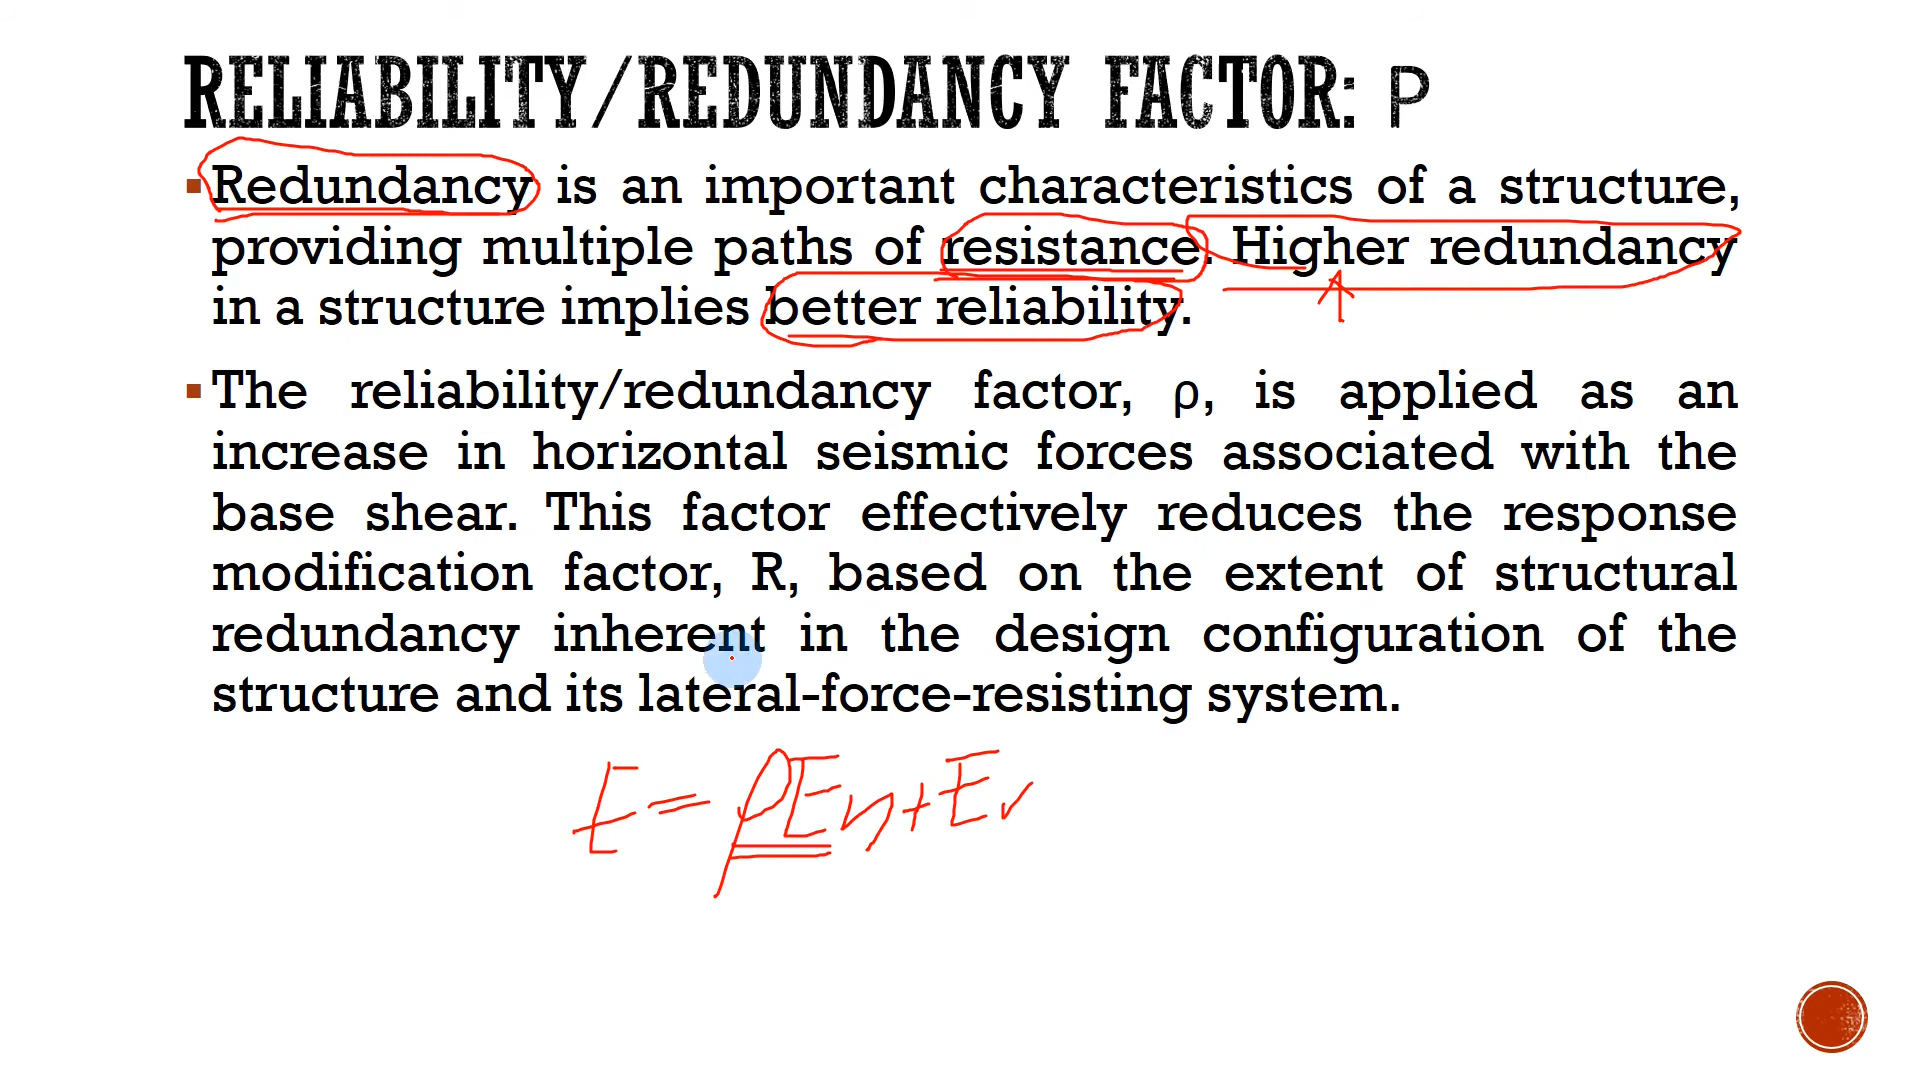 RELIABILITY/REDUNDANCY FACTOR: Ρ
▪ Redundancy is an important characteristics of a structure,
providing multiple paths of resistance. Higher redundancy
in a structure implies better reliability.
▪ The reliability/redundancy factor, ρ, is applied as an
increase in horizontal seismic forces associated with the
base shear. This factor effectively reduces the response
modification factor, R, based on the extent of structural
redundancy inherent in the design configuration of the
structure and its lateral-force-resisting system.
E = ρEh + Ev